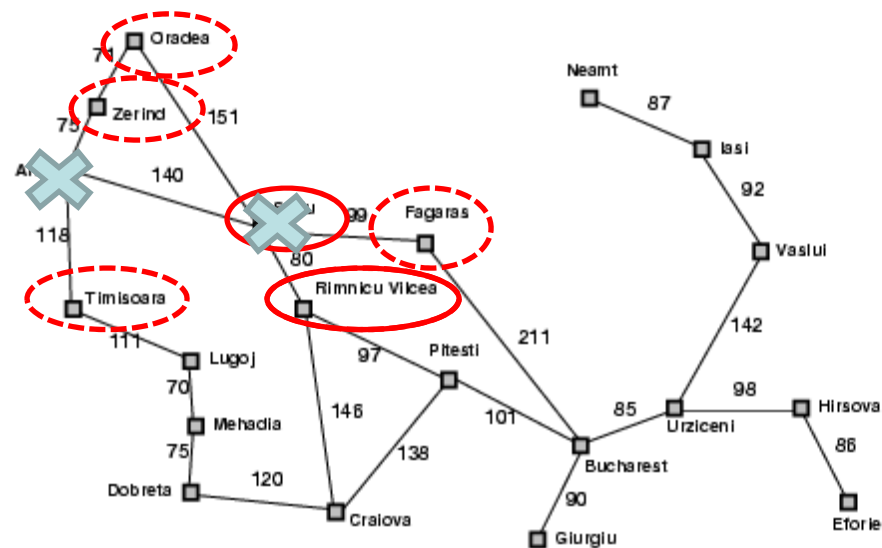 Oradea
71
Neamt
87
Zerind
75
151
Iasi
140
92
99
Fagaras
118
80
Vaslui
Timisoara
Rimnicu Vilcea
111
142
211
Lugoj
97
Pitesti
70
98
Hirsova
146
101
85
Mehadia
Urziceni
75
138
86
Bucharest
Dobreta
120
90
Craiova
Eforie
Giurgiu